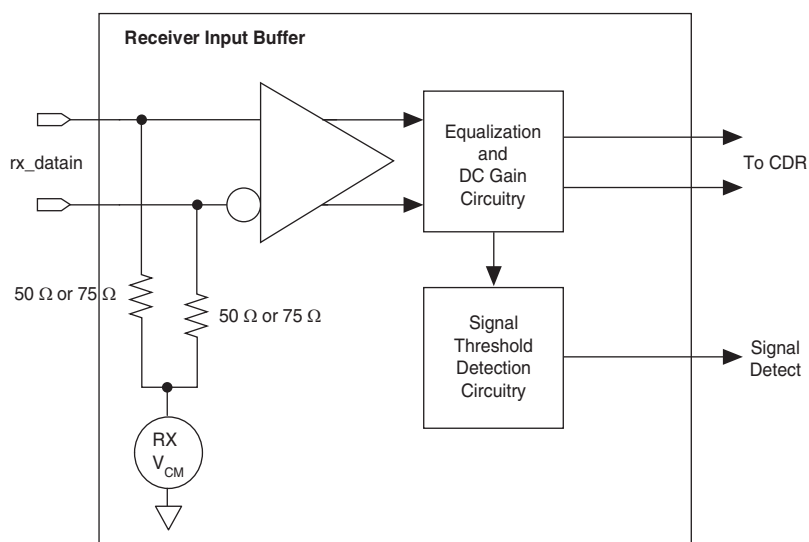 Receiver Input Buffer
rx_datain
Equalization
and
DC Gain
Circuitry
To CDR
50 Ω or 75 Ω
50 Ω or 75 Ω
Signal
Threshold
Detection
Circuitry
Signal
Detect
RX
V_CM